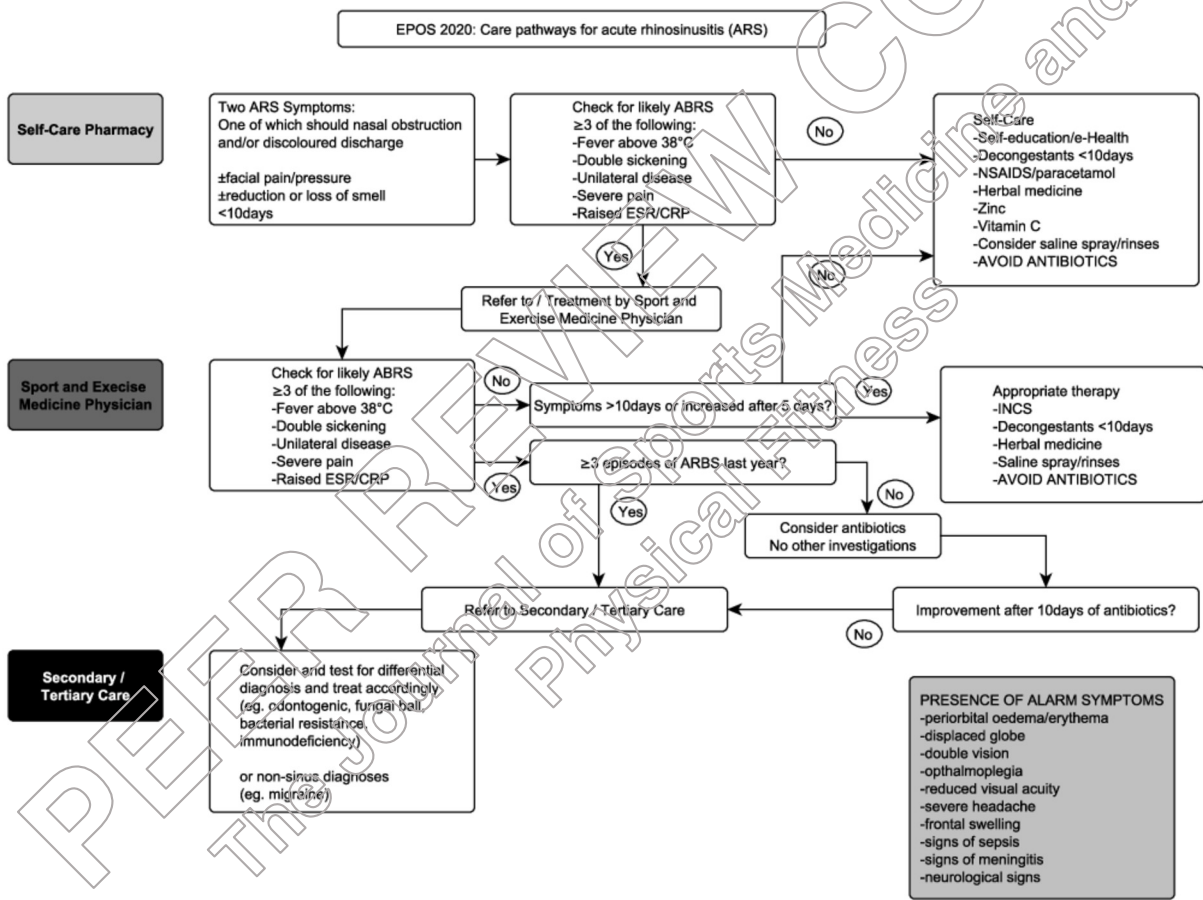 EPOS 2020: Care pathways for acute rhinosinusitis (ARS)
Self-Care Pharmacy
Two ARS Symptoms:
One of which should nasal obstruction
and/or discoloured discharge
±facial pain/pressure
±reduction or loss of smell
<10days
Check for likely ABRS
≥3 of the following:
-Fever above 38°C
-Double sickening
-Unilateral disease
-Severe pain
-Raised ESR/CRP
No
Self-Care
-Self-education/e-Health
-Decongestants <10days
-NSAIDS/paracetamol
-Herbal medicine
-Zinc
-Vitamin C
-Consider saline spray/rinses
-AVOID ANTIBIOTICS
Yes
No
Refer to / Treatment by Sport and
Exercise Medicine Physician
Sport and Execise
Medicine Physician
Check for likely ABRS
≥3 of the following:
-Fever above 38°C
-Double sickening
-Unilateral disease
-Severe pain
-Raised ESR/CRP
No
Symptoms >10days or increased after 5 days?
Yes
Appropriate therapy
-INCS
-Decongestants <10days
-Herbal medicine
-Saline spray/rinses
-AVOID ANTIBIOTICS
Yes
≥3 episodes of ARBS last year?
No
Yes
Consider antibiotics
No other investigations
Refer to Secondary / Tertiary Care
No
Improvement after 10days of antibiotics?
Secondary /
Tertiary Care
Consider and test for differential
diagnosis and treat accordingly
(eg. odontogenic, fungal ball,
bacterial resistance,
immunodeficiency)
or non-sinus diagnoses
(eg. migraine)
PRESENCE OF ALARM SYMPTOMS
-periorbital oedema/erythema
-displaced globe
-double vision
-opthalmoplegia
-reduced visual acuity
-severe headache
-frontal swelling
-signs of sepsis
-signs of meningitis
-neurological signs
PEER REVIEW CO
The Journal of Sports Medicine and
Physical Fitness